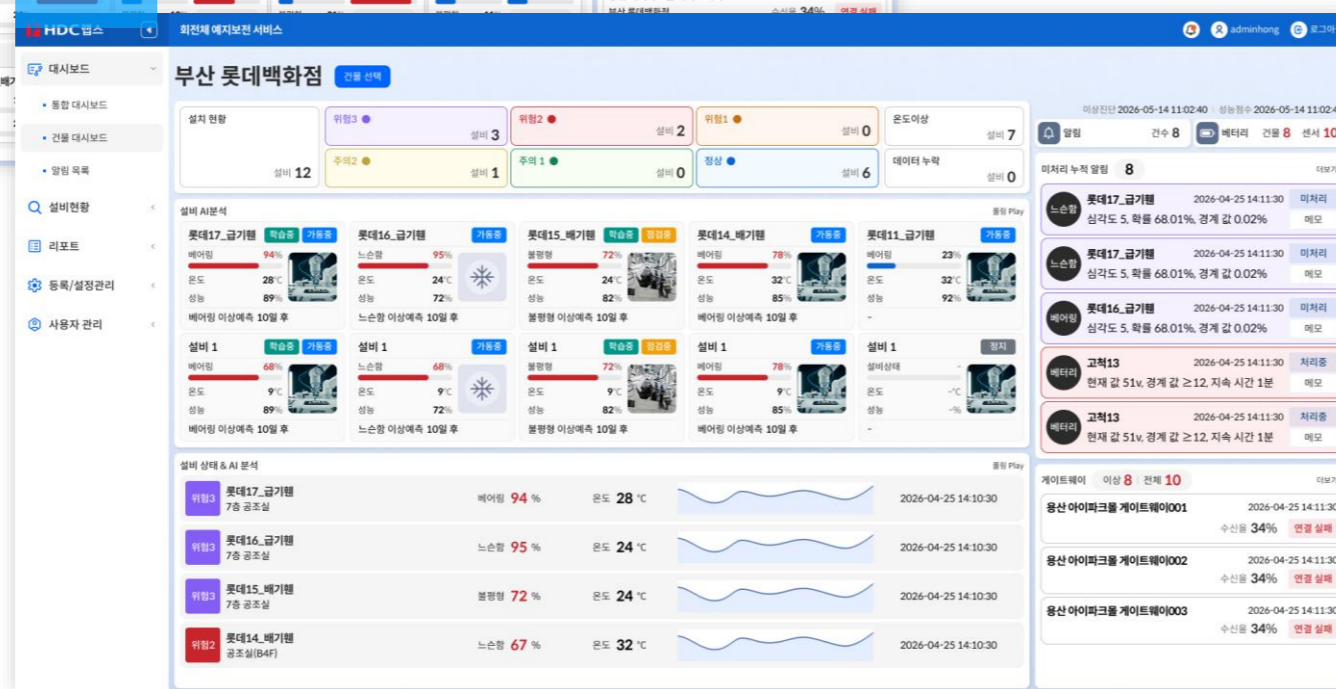 부산 롯데백화점 수신율 34% 연결 실패
HDC랩스 회전체 예지보전 서비스 adminhong
대시보드
통합 대시보드
건물 대시보드
알림 목록
설비현황
리포트
등록/설정관리
사용자 관리
부산 롯데백화점 건물 선택
설치 현황 설비 12
위험3 설비 3
위험2 설비 2
위험1 설비 0
온도이상 설비 7
주의2 설비 1
주의 1 설비 0
정상 설비 6
데이터 누락 설비 0
설비 AI분석 롤링 Play
롯데17_급기휀 학습중 가동중
베어링 94%
온도 28℃
성능 89%
베어링 이상예측 10일 후
롯데16_급기휀 가동중
느슨함 95%
온도 24℃
성능 72%
느슨함 이상예측 10일 후
롯데15_배기휀 학습중 점검중
불평형 72%
온도 24℃
성능 82%
불평형 이상예측 10일 후
롯데14_배기휀 가동중
베어링 78%
온도 32℃
성능 85%
베어링 이상예측 10일 후
롯데11_급기휀 가동중
베어링 23%
온도 32℃
성능 92%
-
설비 1 학습중 가동중
베어링 68%
온도 9℃
성능 89%
베어링 이상예측 10일 후
설비 1 가동중
느슨함 68%
온도 9℃
성능 72%
느슨함 이상예측 10일 후
설비 1 학습중 점검중
불평형 72%
온도 9℃
성능 82%
불평형 이상예측 10일 후
설비 1 가동중
베어링 78%
온도 9℃
성능 85%
베어링 이상예측 10일 후
설비 1 정지
설비상태 -
온도 -℃
성능 -%
-
설비 상태 & AI 분석 롤링 Play
위험3 롯데17_급기휀 베어링 94 % 온도 28 ℃ 2026-04-25 14:10:30
7층 공조실
위험3 롯데16_급기휀 느슨함 95 % 온도 24 ℃ 2026-04-25 14:10:30
7층 공조실
위험3 롯데15_배기휀 불평형 72 % 온도 24 ℃ 2026-04-25 14:10:30
7층 공조실
위험2 롯데14_배기휀 느슨함 67 % 온도 32 ℃ 2026-04-25 14:10:30
공조실(B4F)
이상진단 2026-05-14 11:02:40 성능점수 2026-05-14 11:02:4
알림 건수 8 배터리 건물 8 센서 10
미처리 누적 알림 8 더보기
느슨함 롯데17_급기휀 2026-04-25 14:11:30 미처리
심각도 5, 확률 68.01%, 경계 값 0.02% 메모
느슨함 롯데17_급기휀 2026-04-25 14:11:30 미처리
심각도 5, 확률 68.01%, 경계 값 0.02% 메모
베어링 롯데16_급기휀 2026-04-25 14:11:30 미처리
심각도 5, 확률 68.01%, 경계 값 0.02% 메모
베터리 고척13 2026-04-25 14:11:30 처리중
현재 값 51v, 경계 값 ≥12, 지속 시간 1분 메모
베터리 고척13 2026-04-25 14:11:30 처리중
현재 값 51v, 경계 값 ≥12, 지속 시간 1분 메모
게이트웨이 이상 8 전체 10 더보기
용산 아이파크몰 게이트웨이001 2026-04-25 14:11:30
수신율 34% 연결 실패
용산 아이파크몰 게이트웨이002 2026-04-25 14:11:30
수신율 34% 연결 실패
용산 아이파크몰 게이트웨이003 2026-04-25 14:11:30
수신율 34% 연결 실패